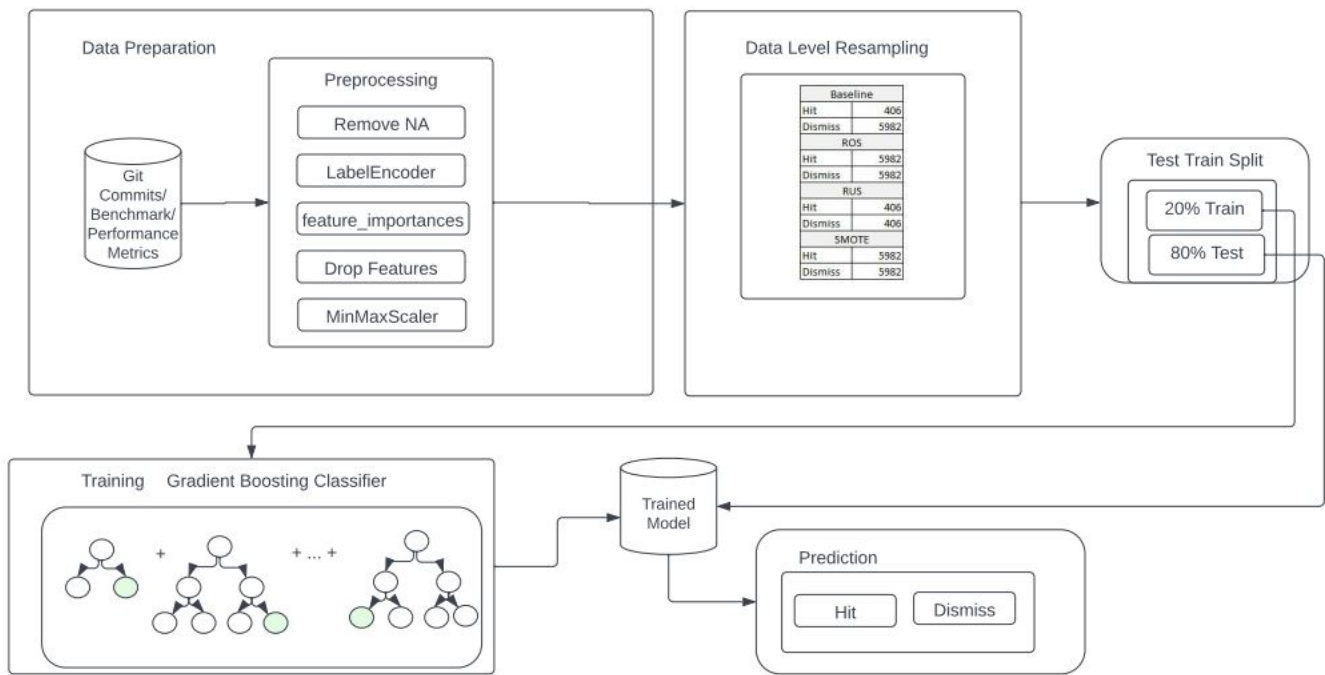 Data Preparation
Git
Commits/
Benchmark/
Performance
Metrics
Preprocessing
Remove NA
LabelEncoder
feature_importances
Drop Features
MinMaxScaler
Data Level Resampling
Baseline
Hit 406
Dismiss 5982
ROS
Hit 5982
Dismiss 5982
RUS
Hit 406
Dismiss 406
SMOTE
Hit 5982
Dismiss 5982
Test Train Split
20% Train
80% Test
Training Gradient Boosting Classifier
+ + ... +
Trained
Model
Prediction
Hit Dismiss